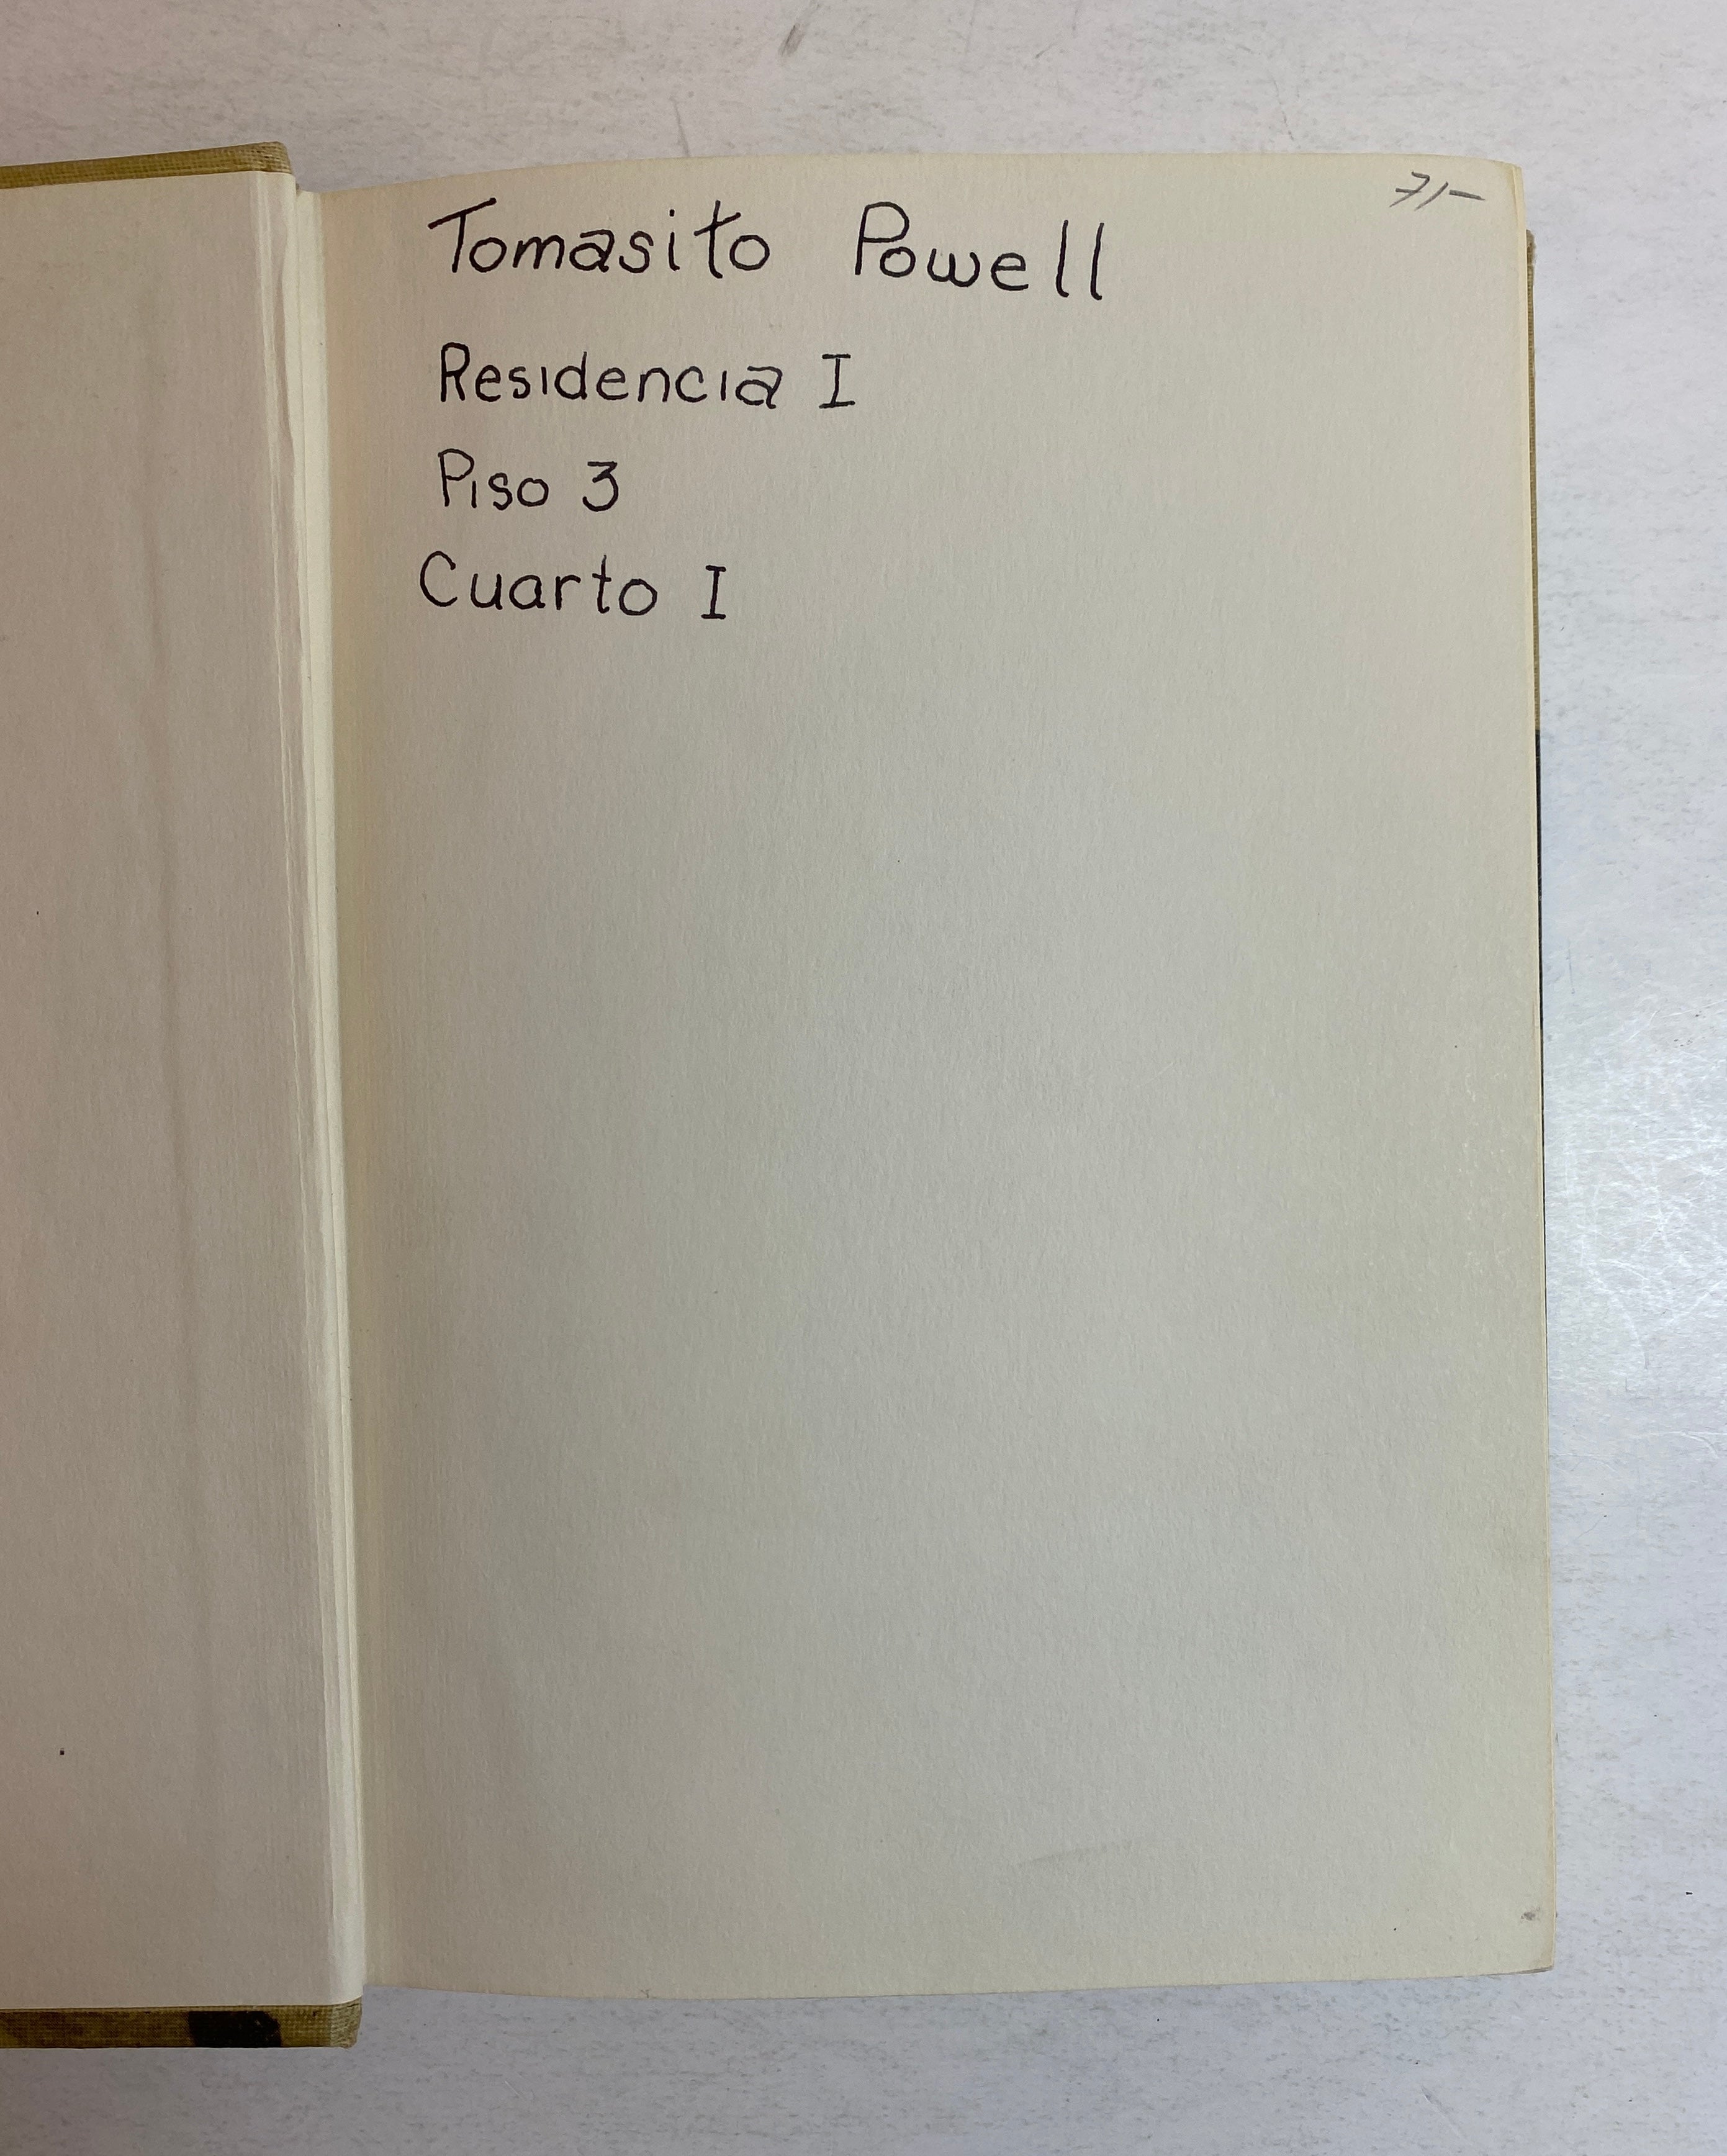 Tomasito Powell
Residencia I
Piso 3
Cuarto I
71-